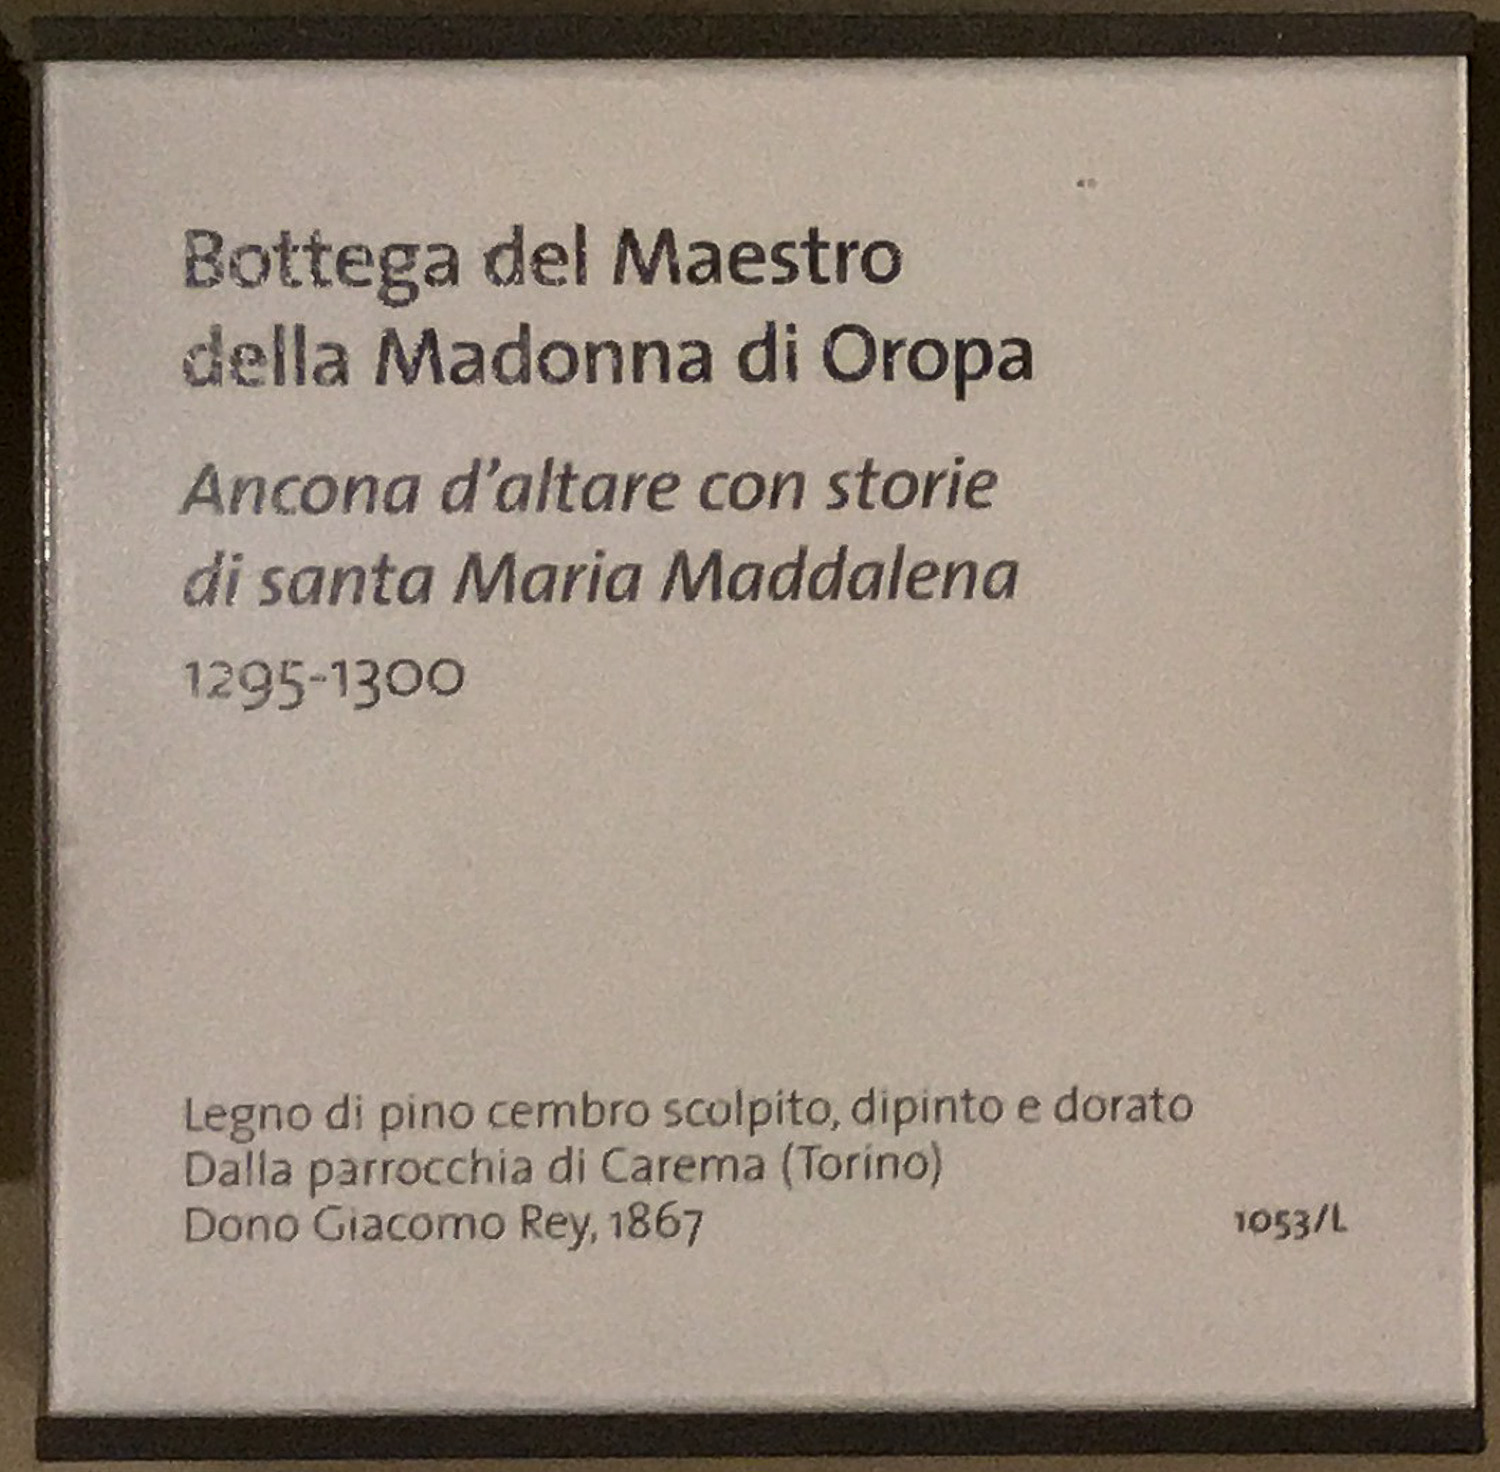 Bottega del Maestro
della Madonna di Oropa
Ancona d'altare con storie
di santa Maria Maddalena
1295-1300
Legno di pino cembro scolpito, dipinto e dorato
Dalla parrocchia di Carema (Torino)
Dono Giacomo Rey, 1867
1053/L